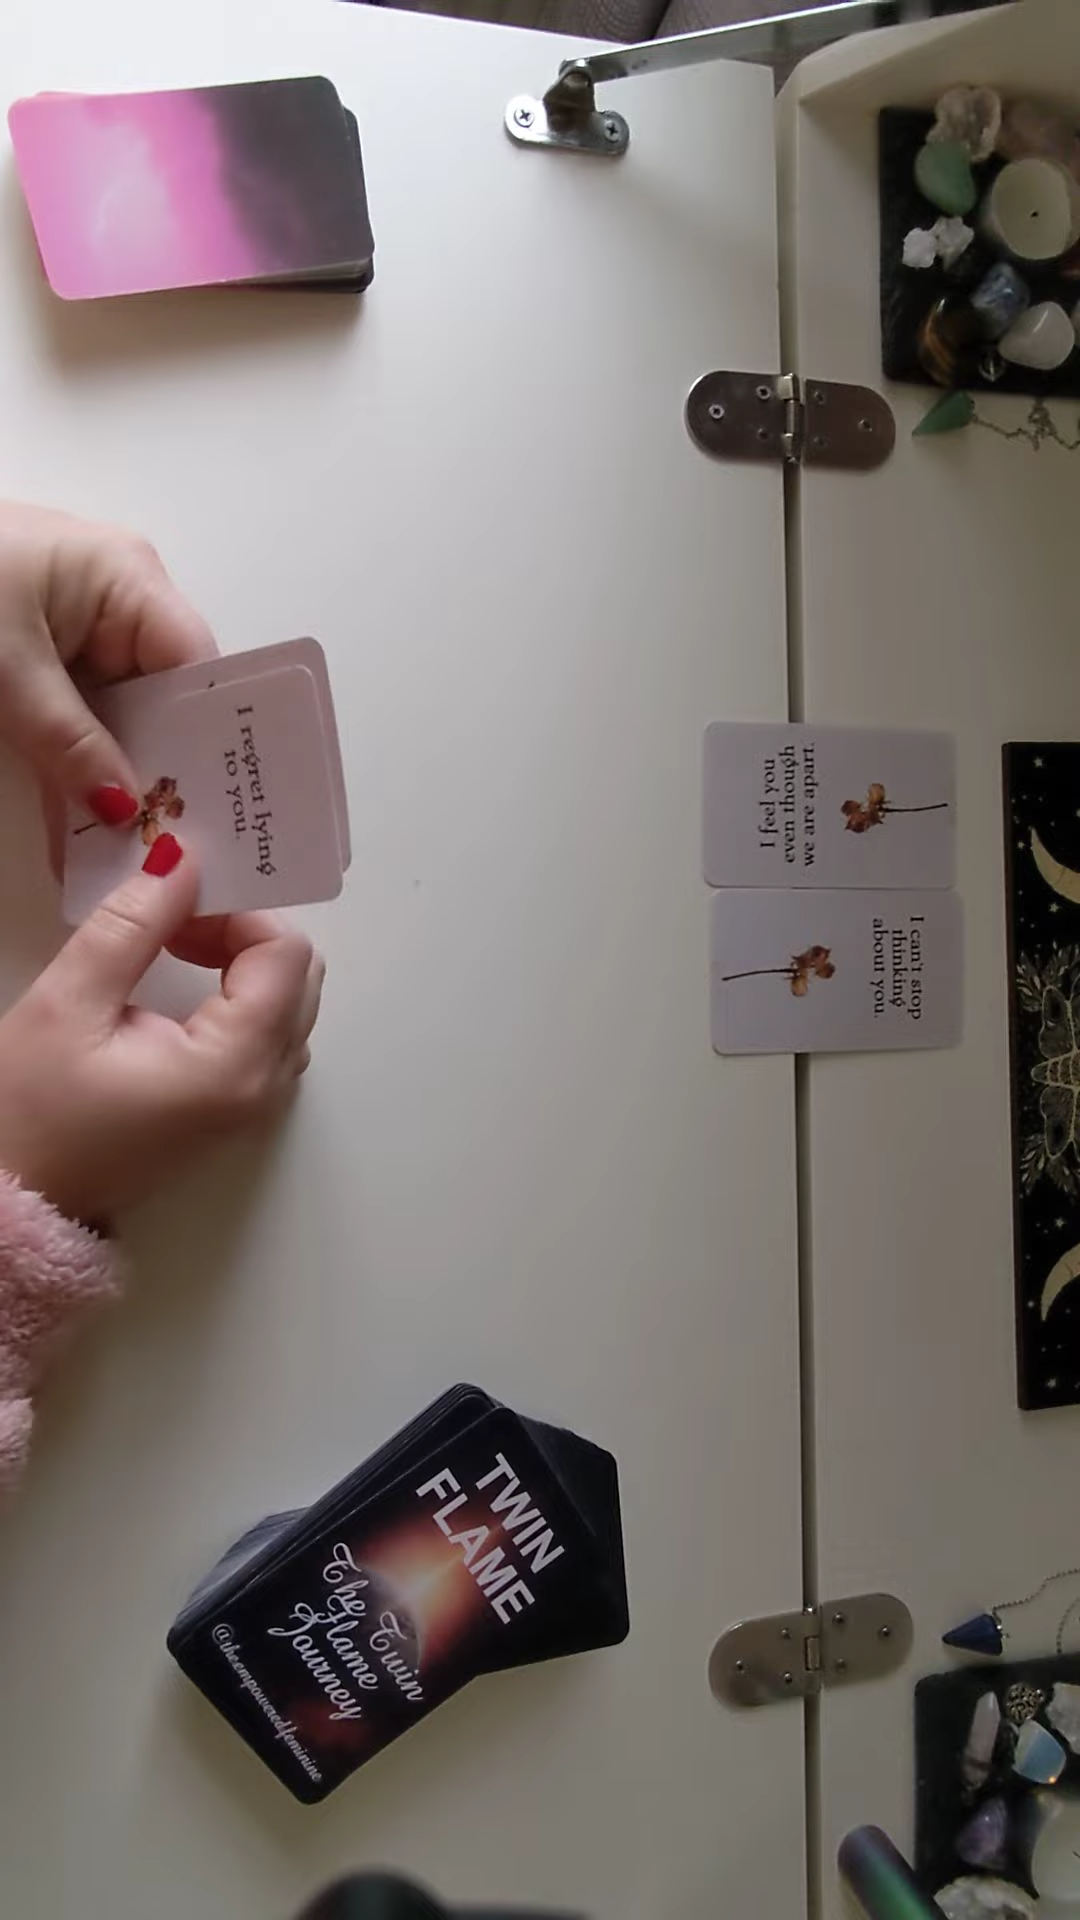 I regret lying
to you.
I feel you
even though
we are apart.
I can't stop
thinking
about you.
TWIN
FLAME
The Twin
Flame
Journey
@theempoweredfeminine